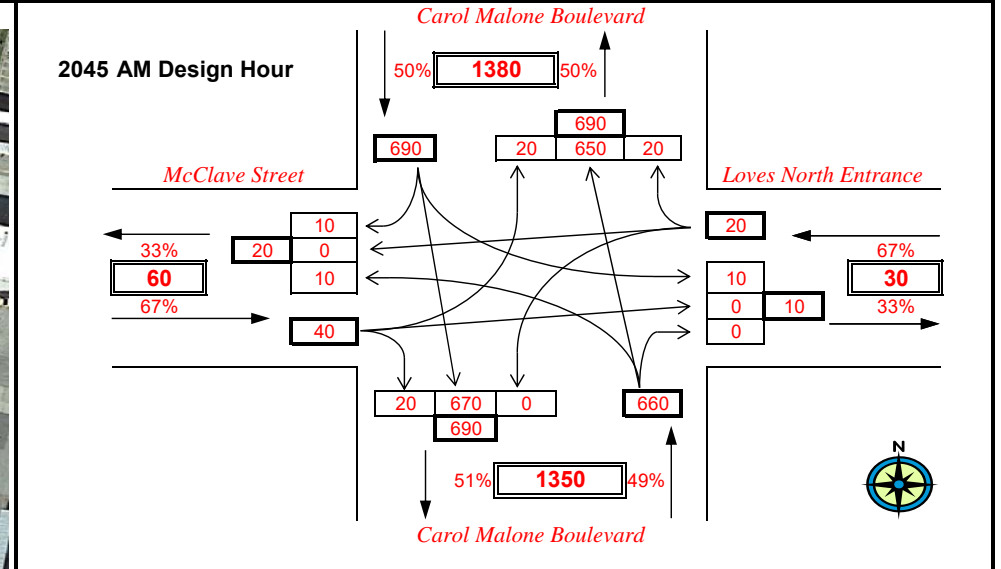 Carol Malone Boulevard
2045 AM Design Hour
50% 1380 50%
690
690
20 650 20
McClave Street
Loves North Entrance
10
20 0
10
33%
60
67%
40
20
67%
10
30
0 10
33%
0
20 670 0
690
660
51% 1350 49%
N
Carol Malone Boulevard